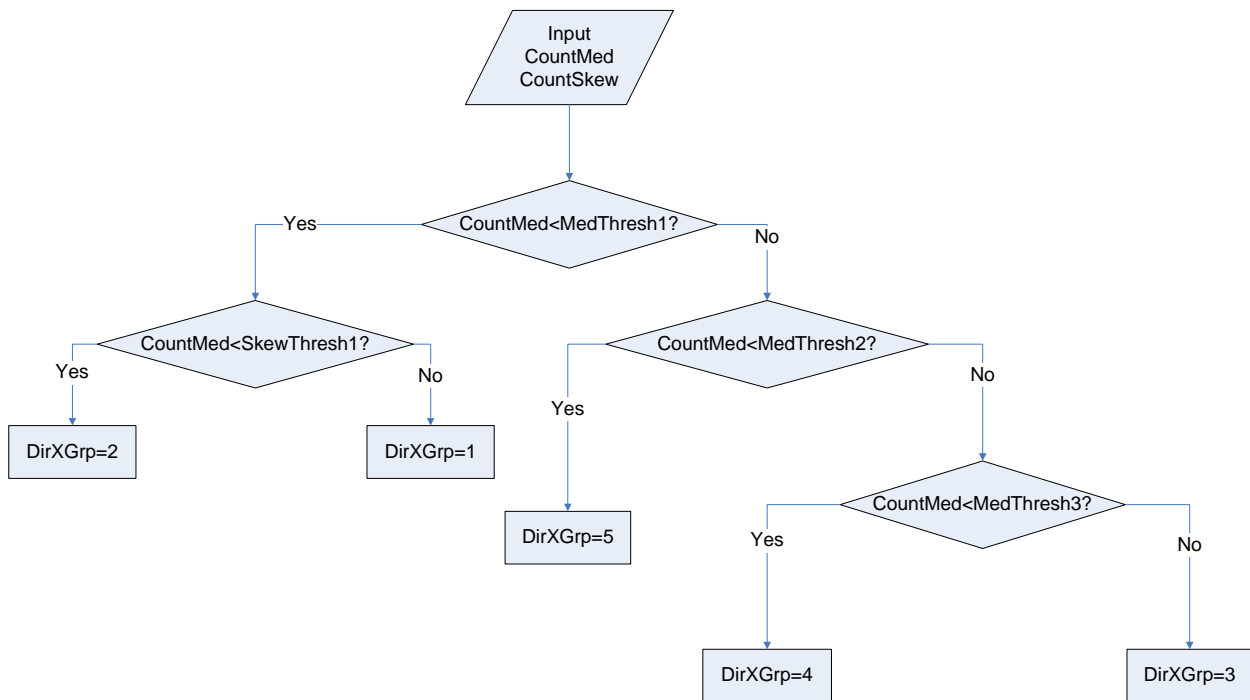 Input
CountMed
CountSkew
CountMed<MedThresh1?
Yes
No
CountMed<SkewThresh1?
CountMed<MedThresh2?
Yes
No
Yes
No
DirXGrp=2
DirXGrp=1
CountMed<MedThresh3?
DirXGrp=5
Yes
No
DirXGrp=4
DirXGrp=3